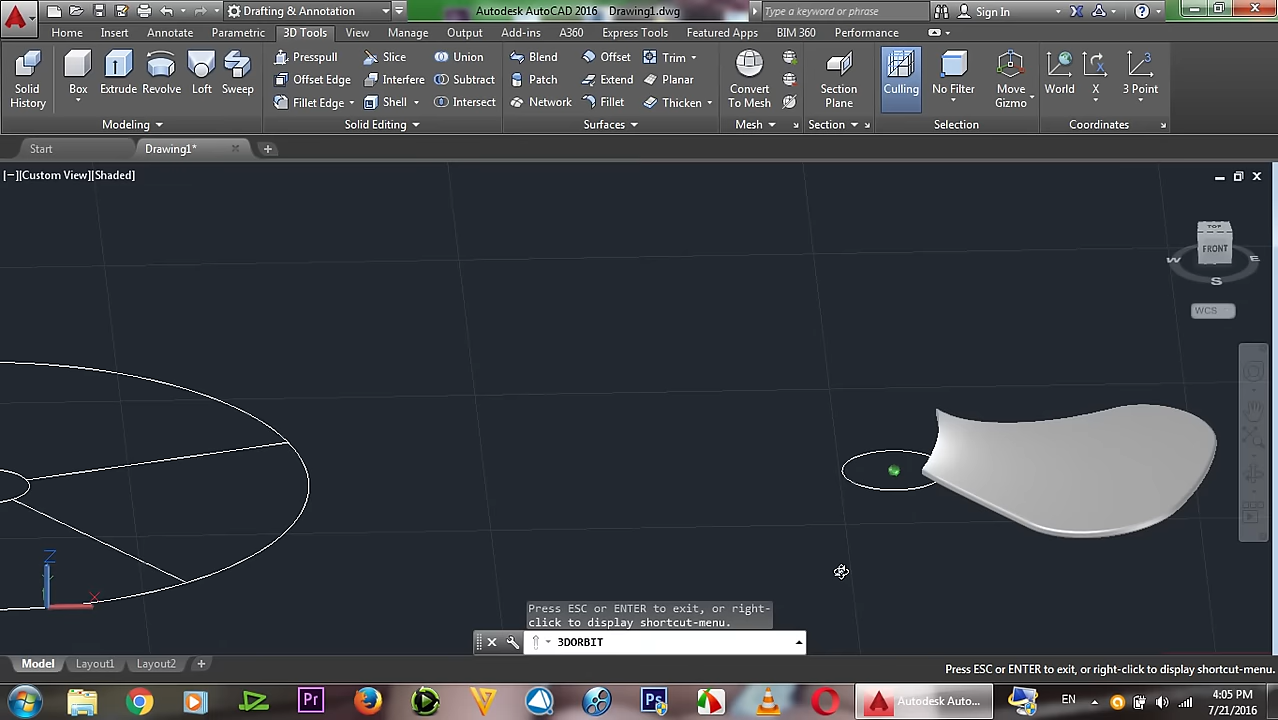 Drafting & Annotation
Autodesk AutoCAD 2016 Drawing1.dwg
Type a keyword or phrase
Sign In
Home Insert Annotate Parametric 3D Tools View Manage Output Add-ins A360 Express Tools Featured Apps BIM 360 Performance
Solid History
Box
Extrude
Revolve
Loft
Sweep
Presspull
Offset Edge
Fillet Edge
Slice
Interfere
Shell
Union
Subtract
Intersect
Blend
Patch
Network
Offset
Extend
Fillet
Trim
Planar
Thicken
Convert To Mesh
Section Plane
Culling
No Filter
Move Gizmo
World
X
3 Point
Modeling
Solid Editing
Surfaces
Mesh
Section
Selection
Coordinates
Start
Drawing1*
[−][Custom View][Shaded]
TOP
FRONT
W
E
S
WCS
Z
X
Press ESC or ENTER to exit, or right-
click to display shortcut-menu.
3DORBIT
Model Layout1 Layout2
Press ESC or ENTER to exit, or right-click to display shortcut-menu.
Pr
Ps
Autodesk Auto...
EN
4:05 PM
7/21/2016